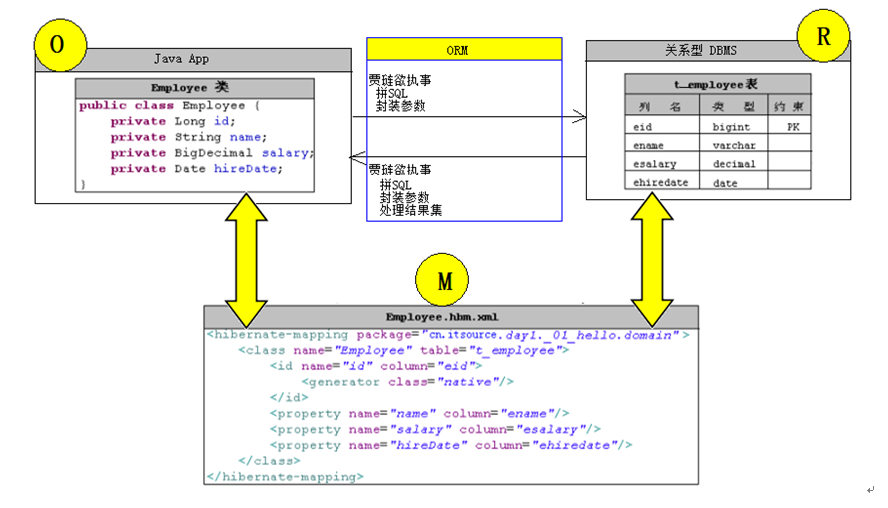 O
Java App
Employee 类
public class Employee {
private Long id;
private String name;
private BigDecimal salary;
private Date hireDate;
}
ORM
贾琏欲执事
拼SQL
封装参数
贾琏欲执事
拼SQL
封装参数
处理结果集
R
关系型 DBMS
t_employee表
列 名 类 型 约 束
eid bigint PK
ename varchar
esalary decimal
ehiredate date
M
Employee.hbm.xml
<hibernate-mapping package="cn.itsource.day1._01_hello.domain">
<class name="Employee" table="t_employee">
<id name="id" column="eid">
<generator class="native"/>
</id>
<property name="name" column="ename"/>
<property name="salary" column="esalary"/>
<property name="hireDate" column="ehiredate"/>
</class>
</hibernate-mapping>